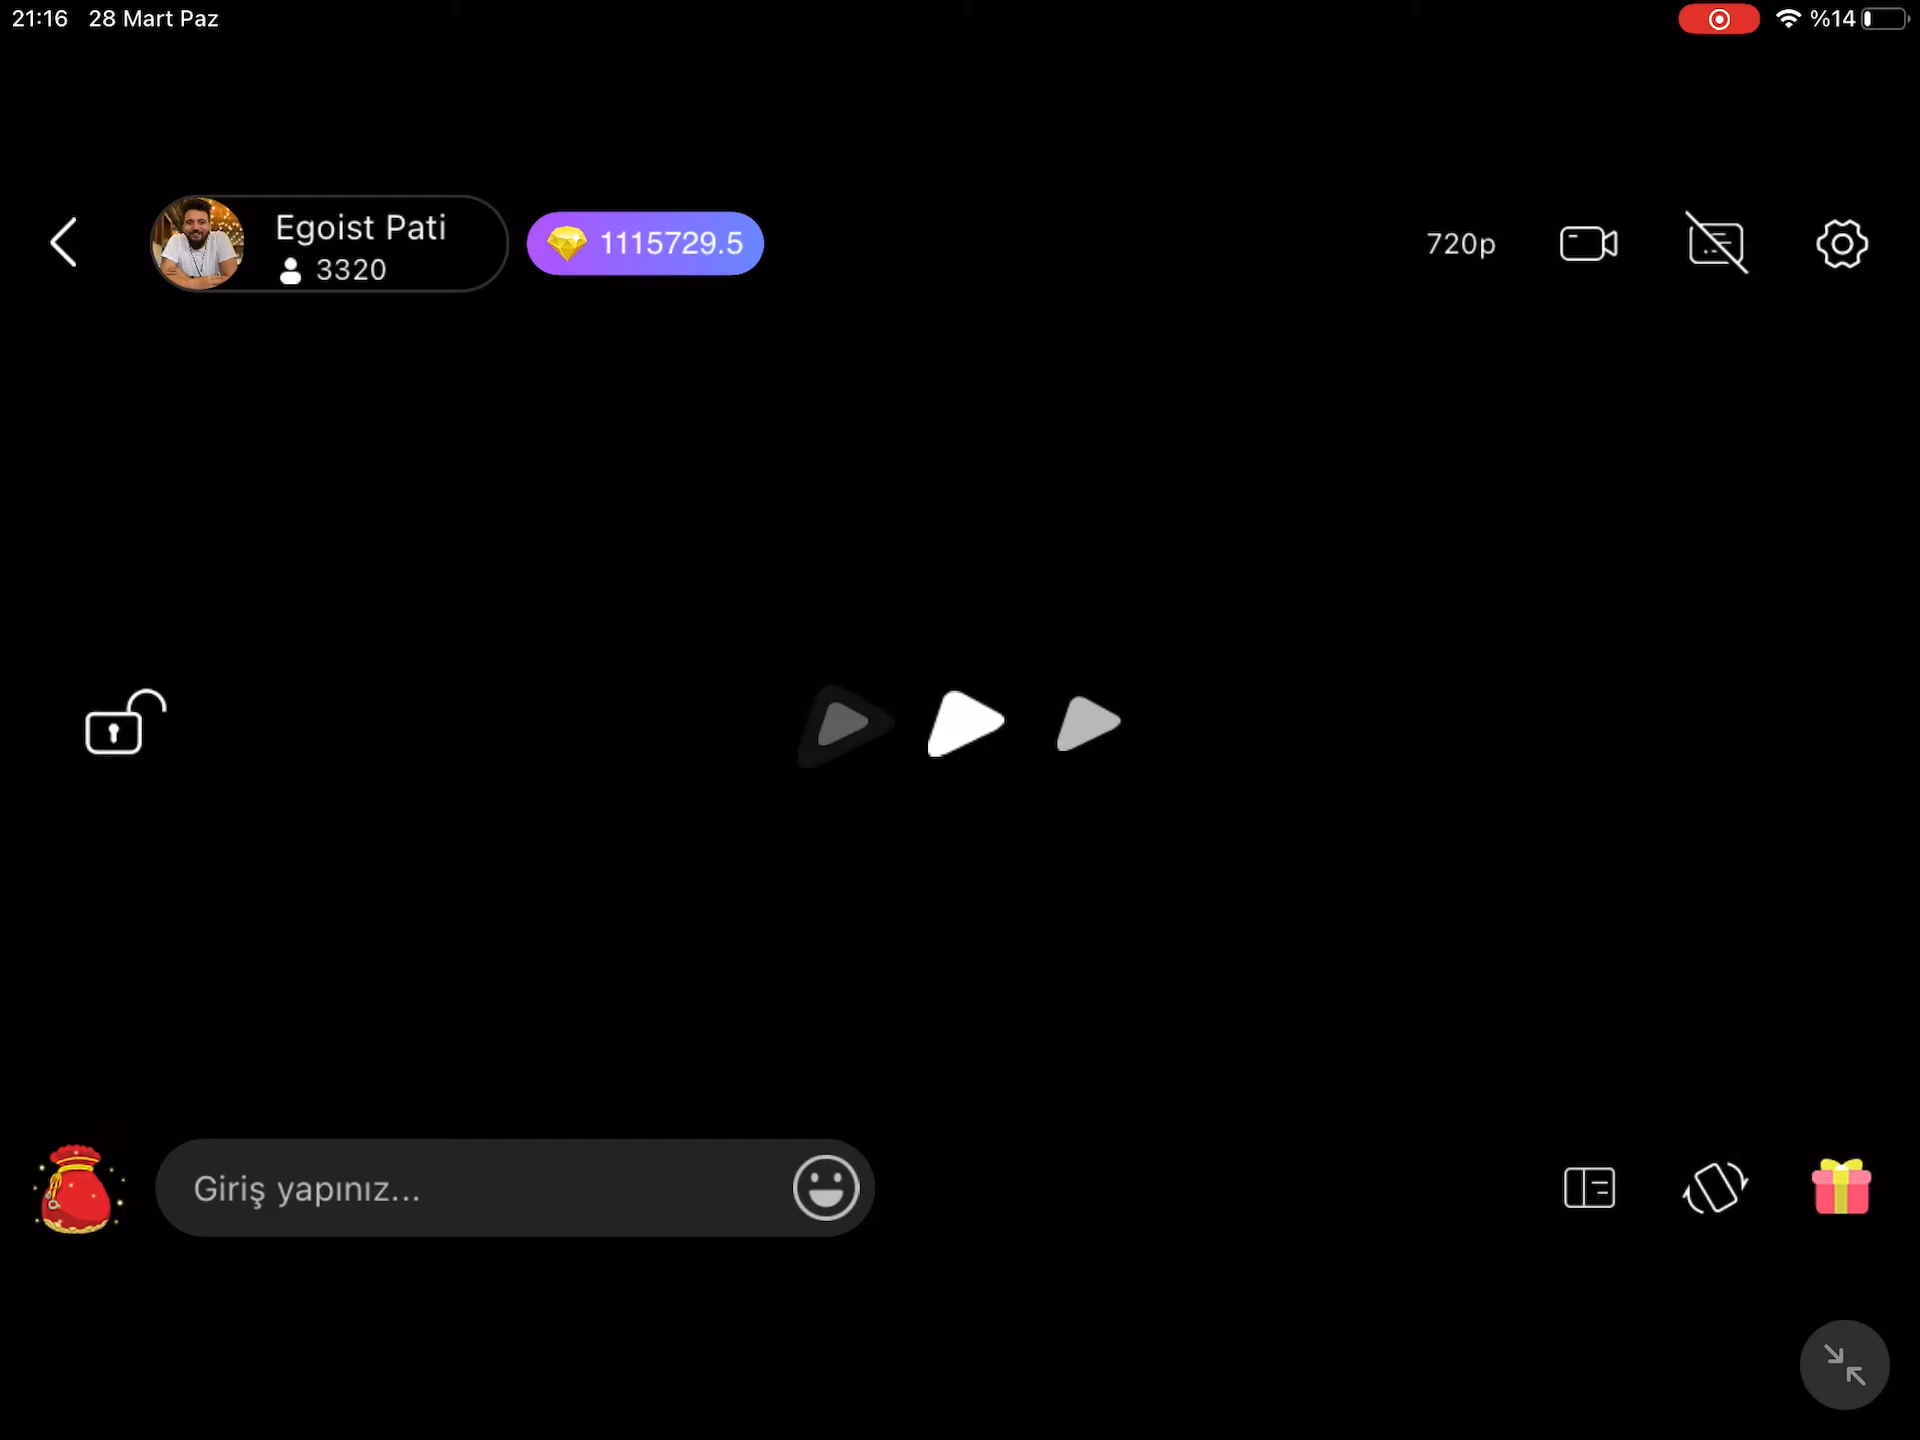 21:16 28 Mart Paz
%14
Egoist Pati
3320
1115729.5
720p
Giriş yapınız...